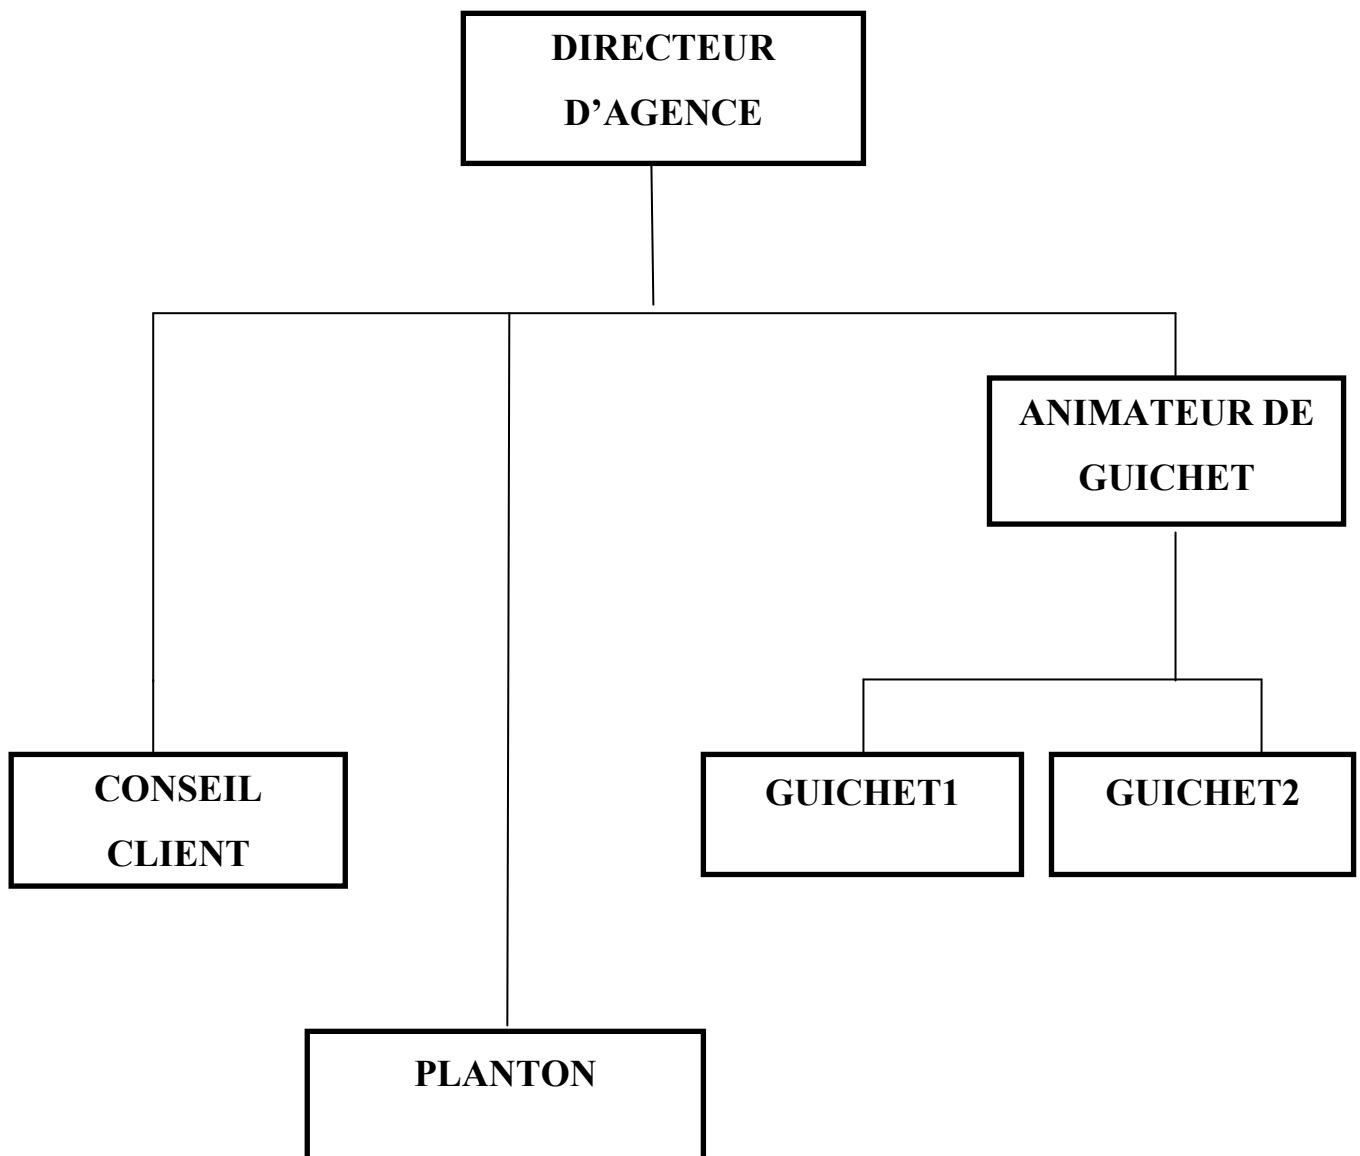 DIRECTEUR
D’AGENCE
ANIMATEUR DE
GUICHET
CONSEIL
CLIENT
GUICHET1
GUICHET2
PLANTON